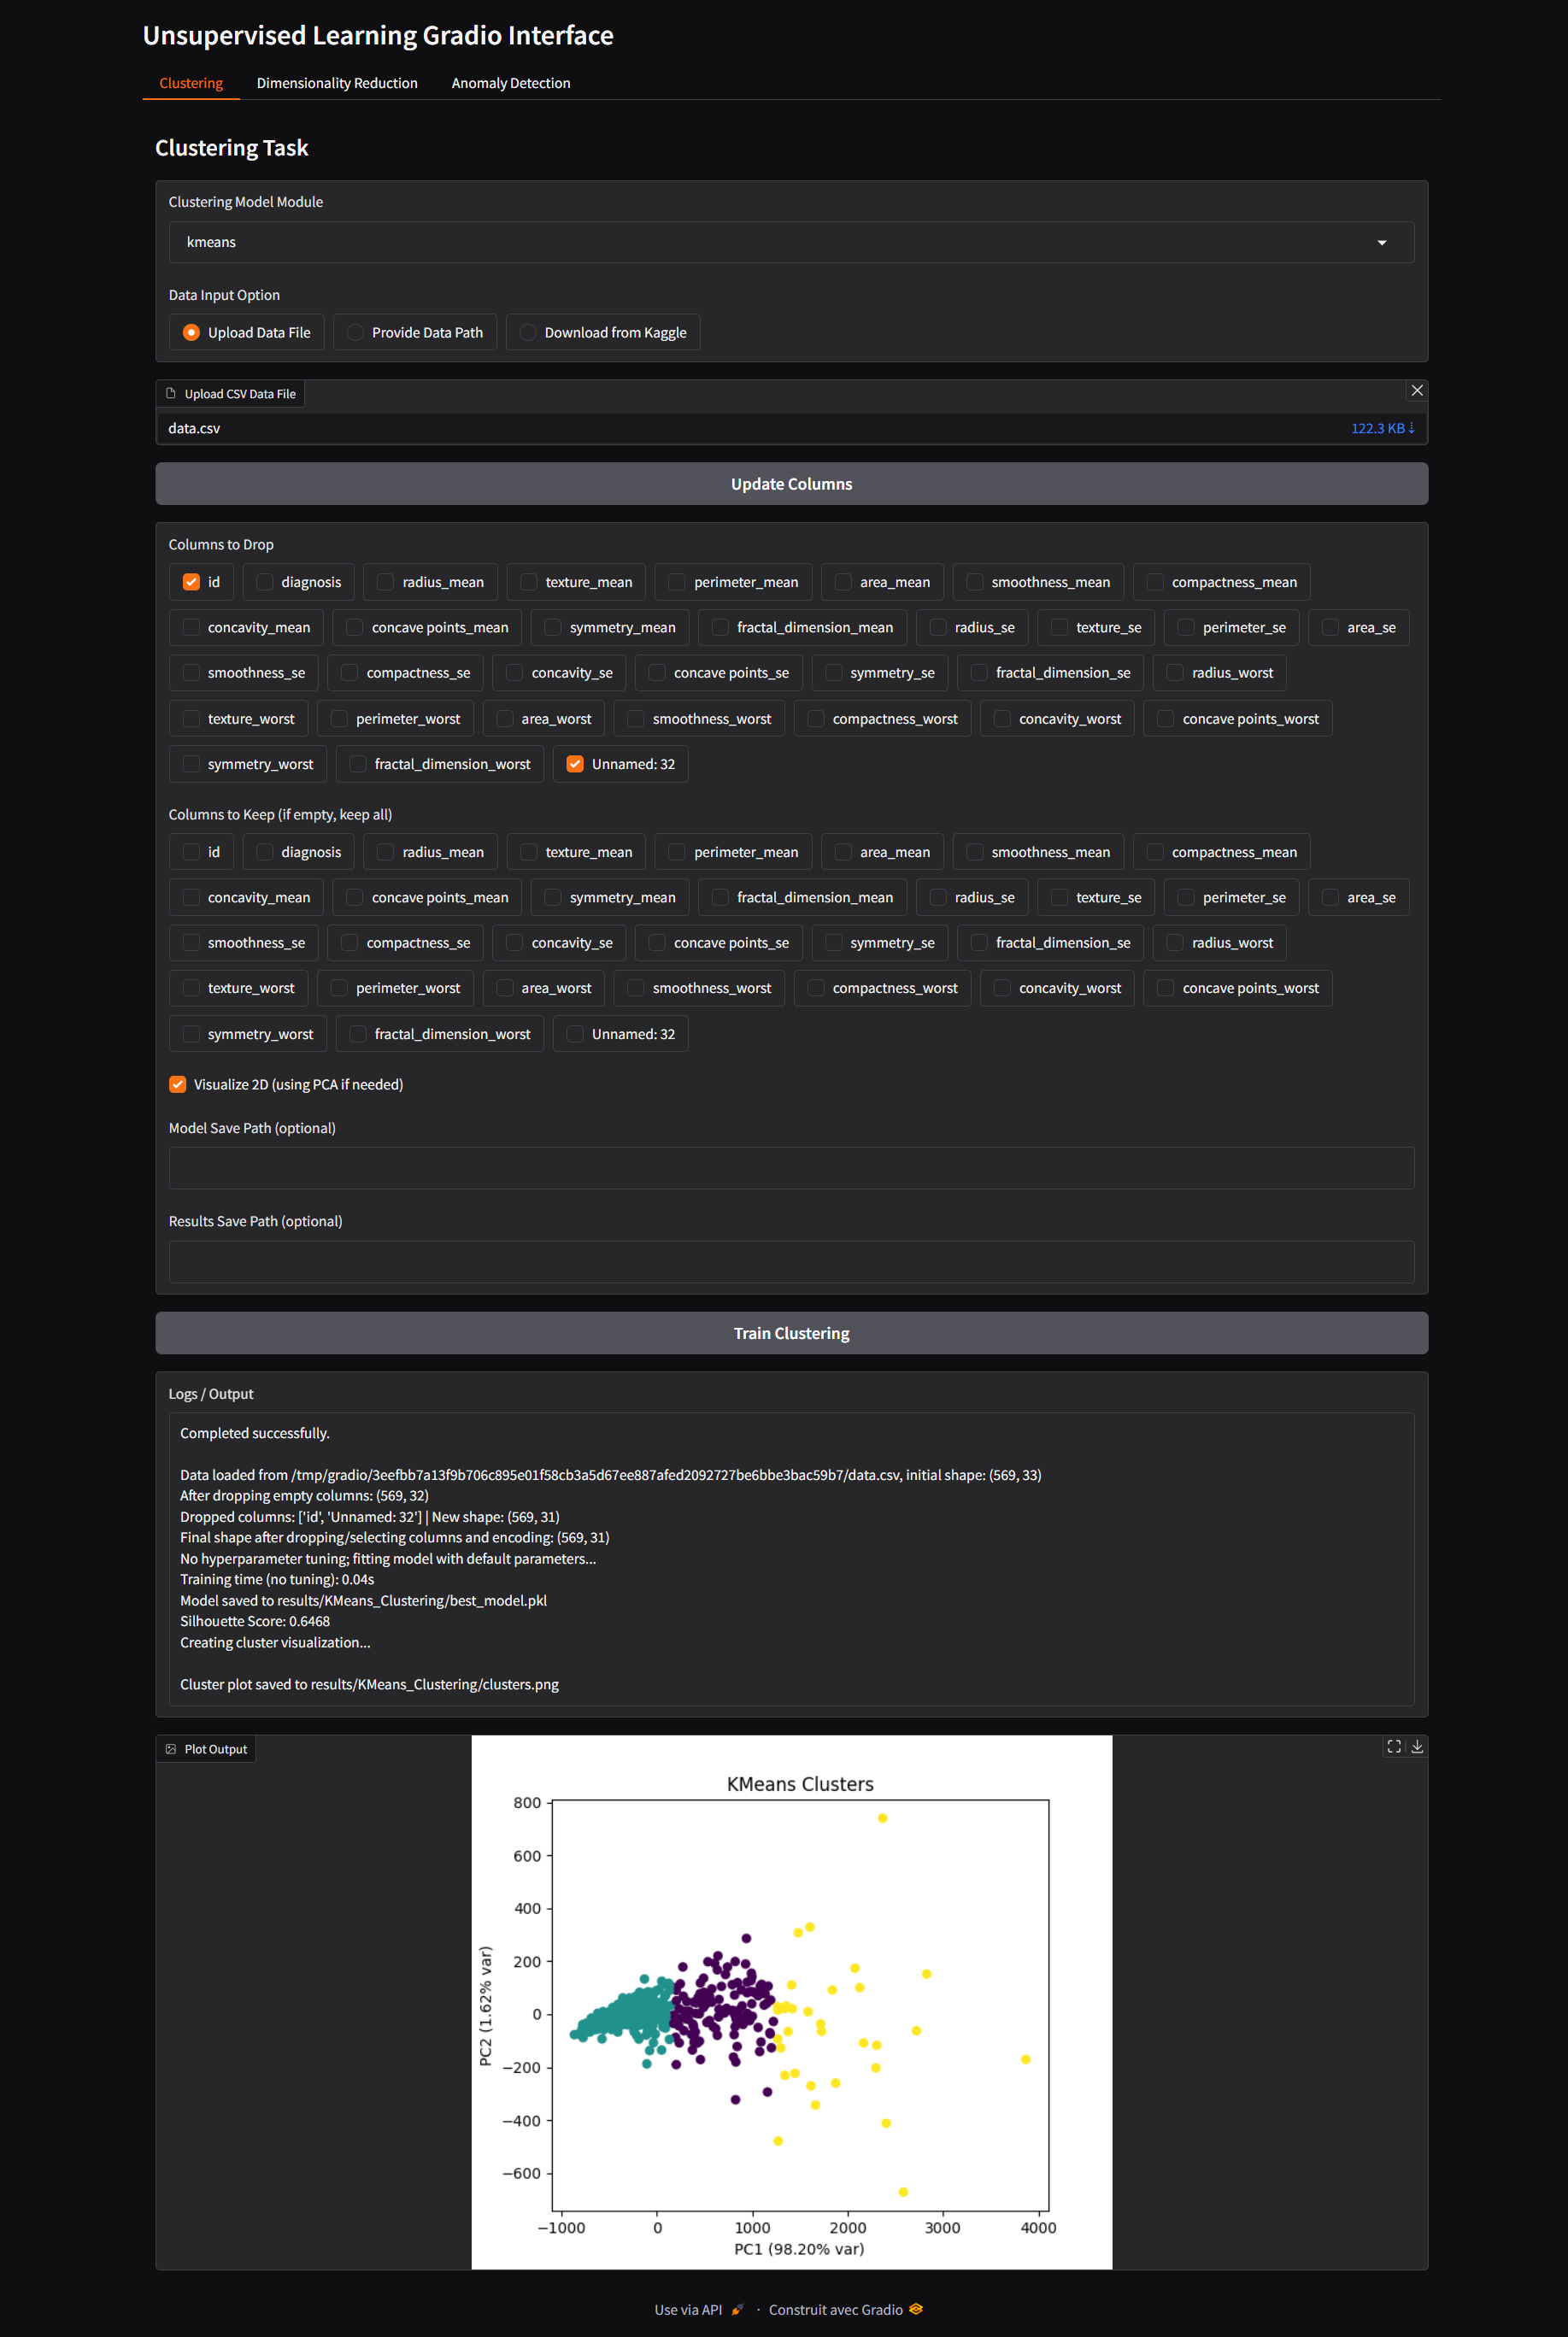 Unsupervised Learning Gradio Interface
Clustering Dimensionality Reduction Anomaly Detection
Clustering Task
Clustering Model Module
kmeans
Data Input Option
Upload Data File Provide Data Path Download from Kaggle
Upload CSV Data File
data.csv 122.3 KB ↓
Update Columns
Columns to Drop
id diagnosis radius_mean texture_mean perimeter_mean area_mean smoothness_mean compactness_mean
concavity_mean concave points_mean symmetry_mean fractal_dimension_mean radius_se texture_se perimeter_se area_se
smoothness_se compactness_se concavity_se concave points_se symmetry_se fractal_dimension_se radius_worst
texture_worst perimeter_worst area_worst smoothness_worst compactness_worst concavity_worst concave points_worst
symmetry_worst fractal_dimension_worst Unnamed: 32
Columns to Keep (if empty, keep all)
id diagnosis radius_mean texture_mean perimeter_mean area_mean smoothness_mean compactness_mean
concavity_mean concave points_mean symmetry_mean fractal_dimension_mean radius_se texture_se perimeter_se area_se
smoothness_se compactness_se concavity_se concave points_se symmetry_se fractal_dimension_se radius_worst
texture_worst perimeter_worst area_worst smoothness_worst compactness_worst concavity_worst concave points_worst
symmetry_worst fractal_dimension_worst Unnamed: 32
Visualize 2D (using PCA if needed)
Model Save Path (optional)
Results Save Path (optional)
Train Clustering
Logs / Output
Completed successfully.
Data loaded from /tmp/gradio/3eefbb7a13f9b706c895e01f58cb3a5d67ee887afed2092727be6bbe3bac59b7/data.csv, initial shape: (569, 33)
After dropping empty columns: (569, 32)
Dropped columns: ['id', 'Unnamed: 32'] | New shape: (569, 31)
Final shape after dropping/selecting columns and encoding: (569, 31)
No hyperparameter tuning; fitting model with default parameters...
Training time (no tuning): 0.04s
Model saved to results/KMeans_Clustering/best_model.pkl
Silhouette Score: 0.6468
Creating cluster visualization...
Cluster plot saved to results/KMeans_Clustering/clusters.png
Plot Output
KMeans Clusters
800
600
400
200
0
−200
−400
−600
PC2 (1.62% var)
−1000 0 1000 2000 3000 4000
PC1 (98.20% var)
Use via API · Construit avec Gradio